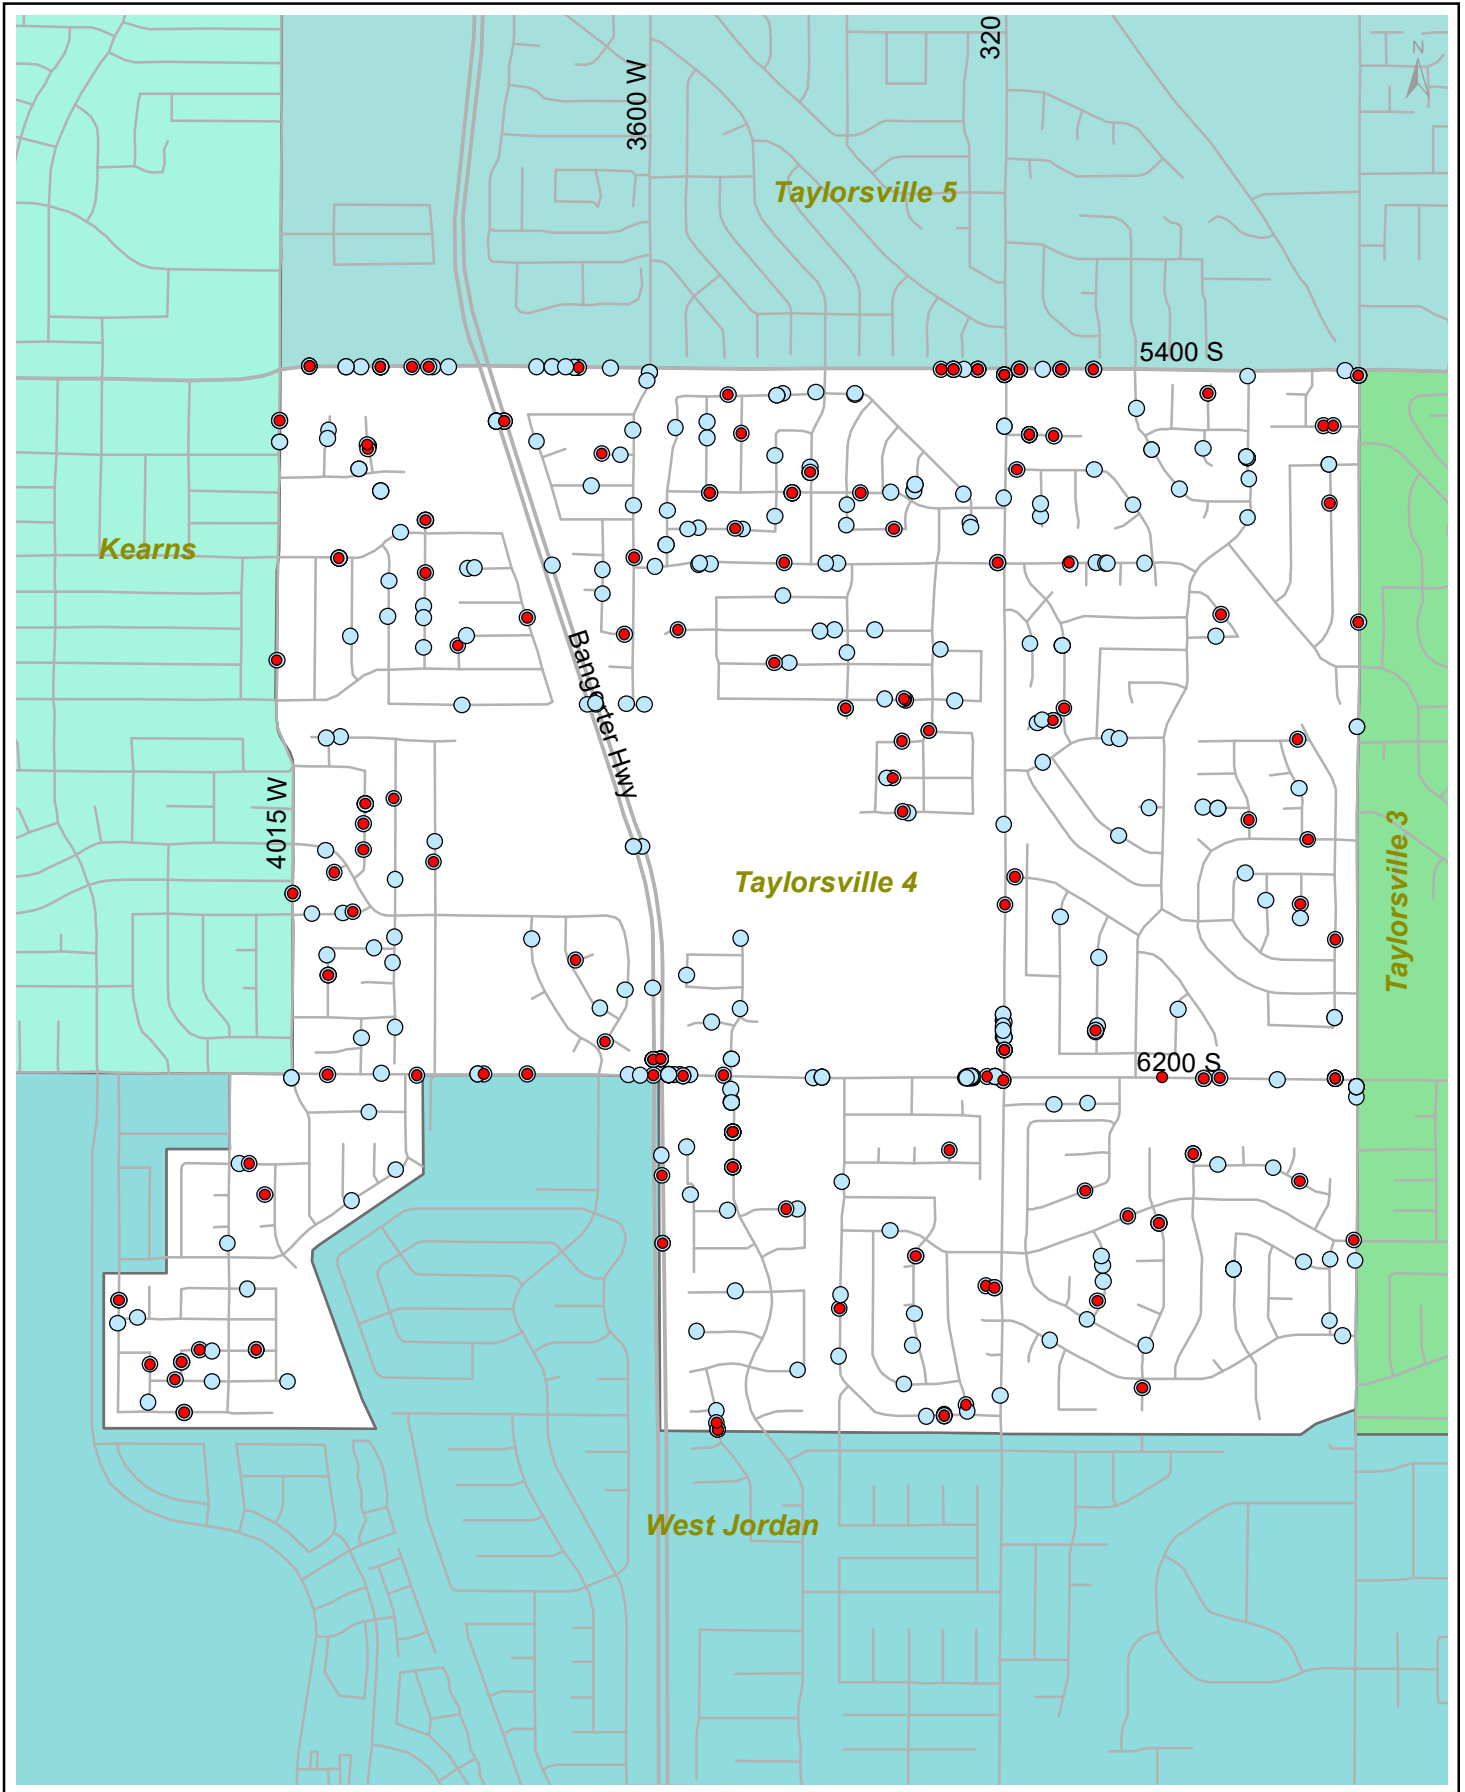 N
320
3600 W
Taylorsville 5
5400 S
Kearns
Bangerter Hwy
4015 W
Taylorsville 4
Taylorsville 3
6200 S
West Jordan